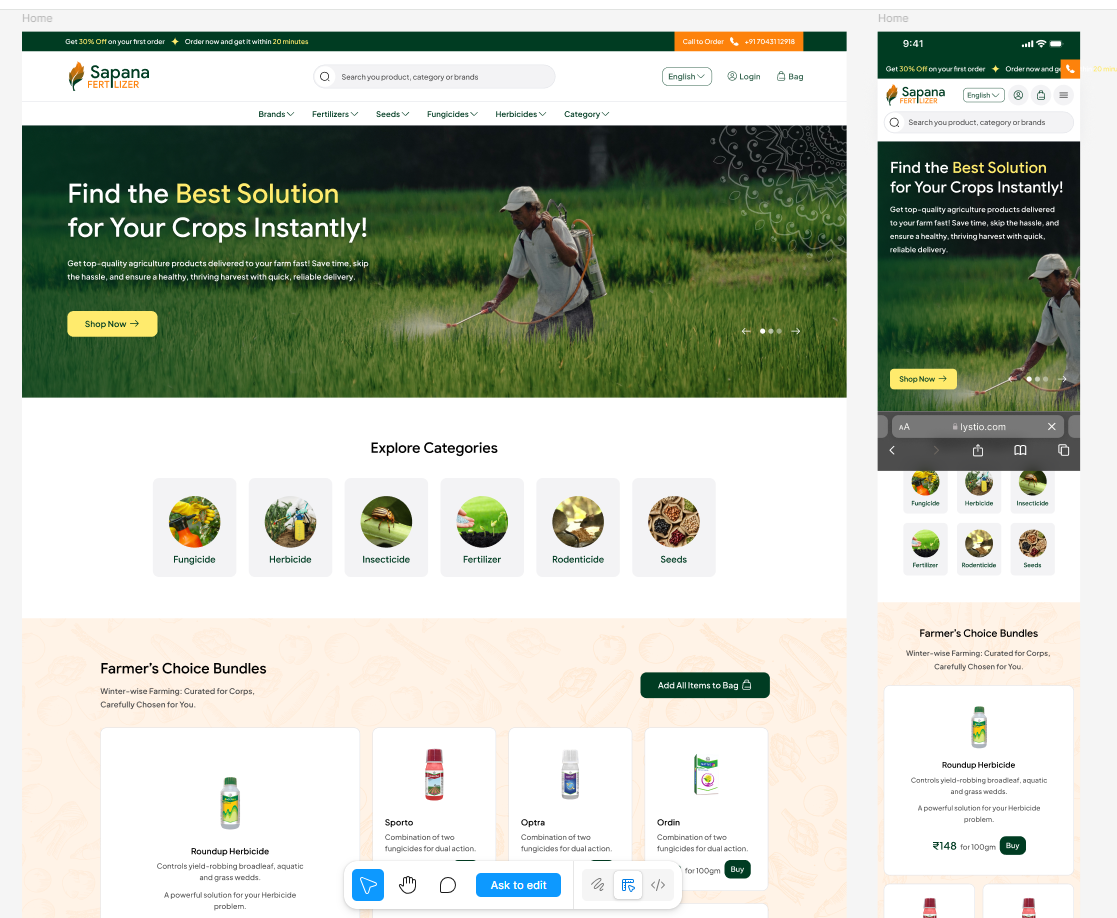 Home
Get 30% Off on your first order
Order now and get it within 20 minutes
Call to Order
+91 7043112918
Sapana
FERTILIZER
Search you product, category or brands
English
Login
Bag
Brands
Fertilizers
Seeds
Fungicides
Herbicides
Category
Find the Best Solution
for Your Crops Instantly!
Get top-quality agriculture products delivered to your farm fast! Save time, skip
the hassle, and ensure a healthy, thriving harvest with quick, reliable delivery.
Shop Now
Explore Categories
Fungicide
Herbicide
Insecticide
Fertilizer
Rodenticide
Seeds
Farmer's Choice Bundles
Winter-wise Farming: Curated for Corps,
Carefully Chosen for You.
Add All Items to Bag
Roundup Herbicide
Controls yield-robbing broadleaf, aquatic
and grass wedds.
A powerful solution for your Herbicide
problem.
Sporto
Combination of two
fungicides for dual action.
Optra
Combination of two
fungicides for dual action.
Ordin
Combination of two
fungicides for dual action.
for 100gm
Buy
Ask to edit
Home
9:41
Get 30% Off on your first order
Order now and ge
Sapana
FERTILIZER
English
Search you product, category or brands
Find the Best Solution
for Your Crops Instantly!
Get top-quality agriculture products delivered
to your farm fast! Save time, skip the hassle, and
ensure a healthy, thriving harvest with quick,
reliable delivery.
Shop Now
AA
lystio.com
Fungicide
Herbicide
Insecticide
Fertilizer
Rodenticide
Seeds
Farmer's Choice Bundles
Winter-wise Farming: Curated for Corps,
Carefully Chosen for You.
Roundup Herbicide
Controls yield-robbing broadleaf, aquatic
and grass wedds.
A powerful solution for your Herbicide
problem.
₹148 for 100gm
Buy